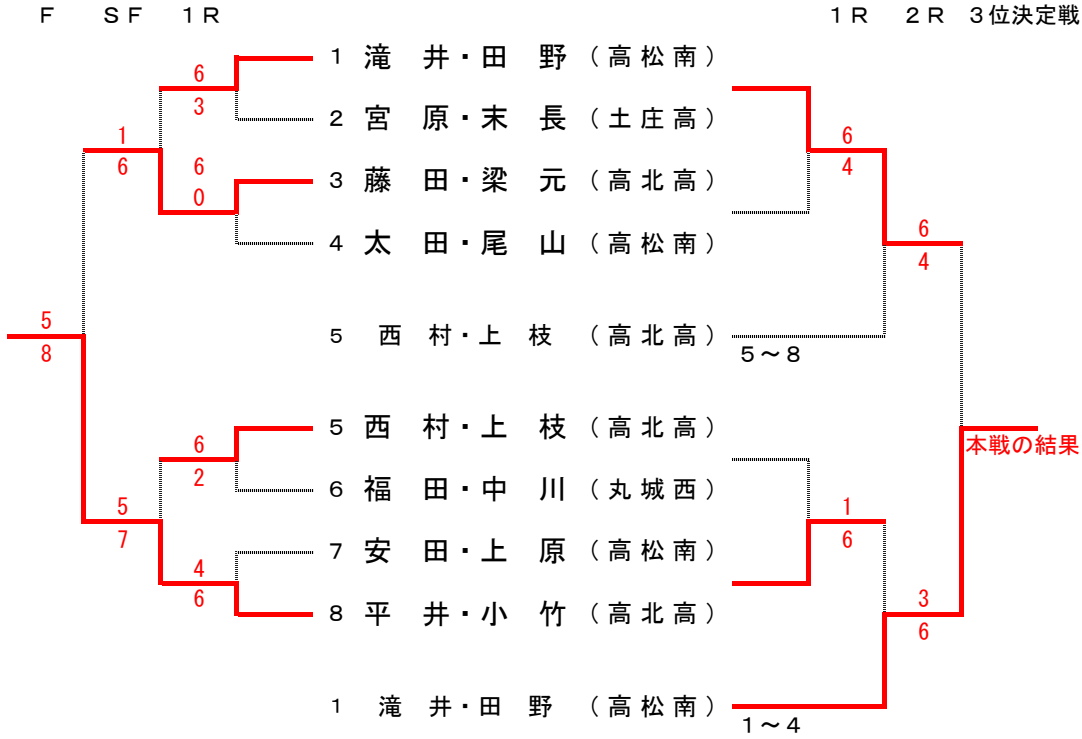 Ｆ　ＳＦ　１Ｒ　１Ｒ　２Ｒ　３位決定戦
１ 滝　井・田　野 （高松南）
6
3
２ 宮　原・末　長 （土庄高）
1
6
6
4
6
0
３ 藤　田・梁　元 （高北高）
４ 太　田・尾　山 （高松南）
6
4
5
8
５ 西　村・上　枝 （高北高）
５～８
５ 西　村・上　枝 （高北高）
本戦の結果
6
2
６ 福　田・中　川 （丸城西）
5
7
1
6
７ 安　田・上　原 （高松南）
4
6
８ 平　井・小　竹 （高北高）
3
6
１ 滝　井・田　野 （高松南）
１～４